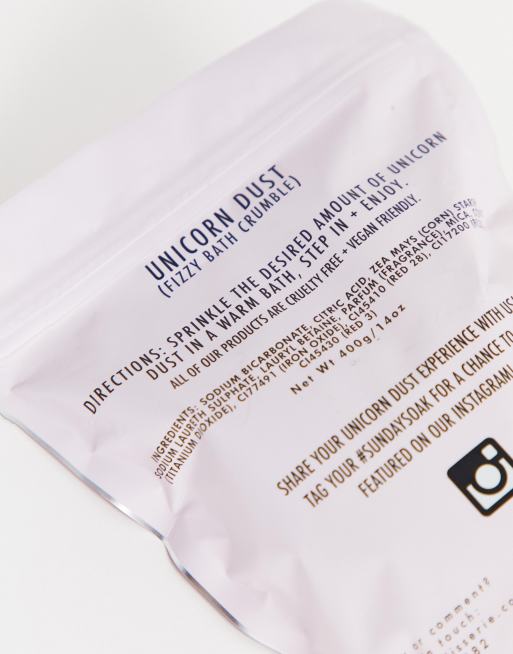 UNICORN DUST
(FIZZY BATH CRUMBLE)
DIRECTIONS: SPRINKLE THE DESIRED AMOUNT OF UNICORN
DUST IN A WARM BATH, STEP IN + ENJOY.
ALL OF OUR PRODUCTS ARE CRUELTY FREE + VEGAN FRIENDLY.
INGREDIENTS: SODIUM BICARBONATE, CITRIC ACID, ZEA MAYS (CORN) STARCH
SODIUM LAURETH SULPHATE, LAURYL BETAINE, PARFUM (FRAGRANCE), MICA,
(TITANIUM DIOXIDE), CI77491 (IRON OXIDE), CI45410 (RED 28), CI17200
CI45430 (RED 3)
Net Wt 400g/14oz
SHARE YOUR UNICORN DUST EXPERIENCE WITH US!
TAG YOUR #SUNDAYSOAK FOR A CHANCE TO
FEATURED ON OUR INSTAGRAM!
or comment?
touch: